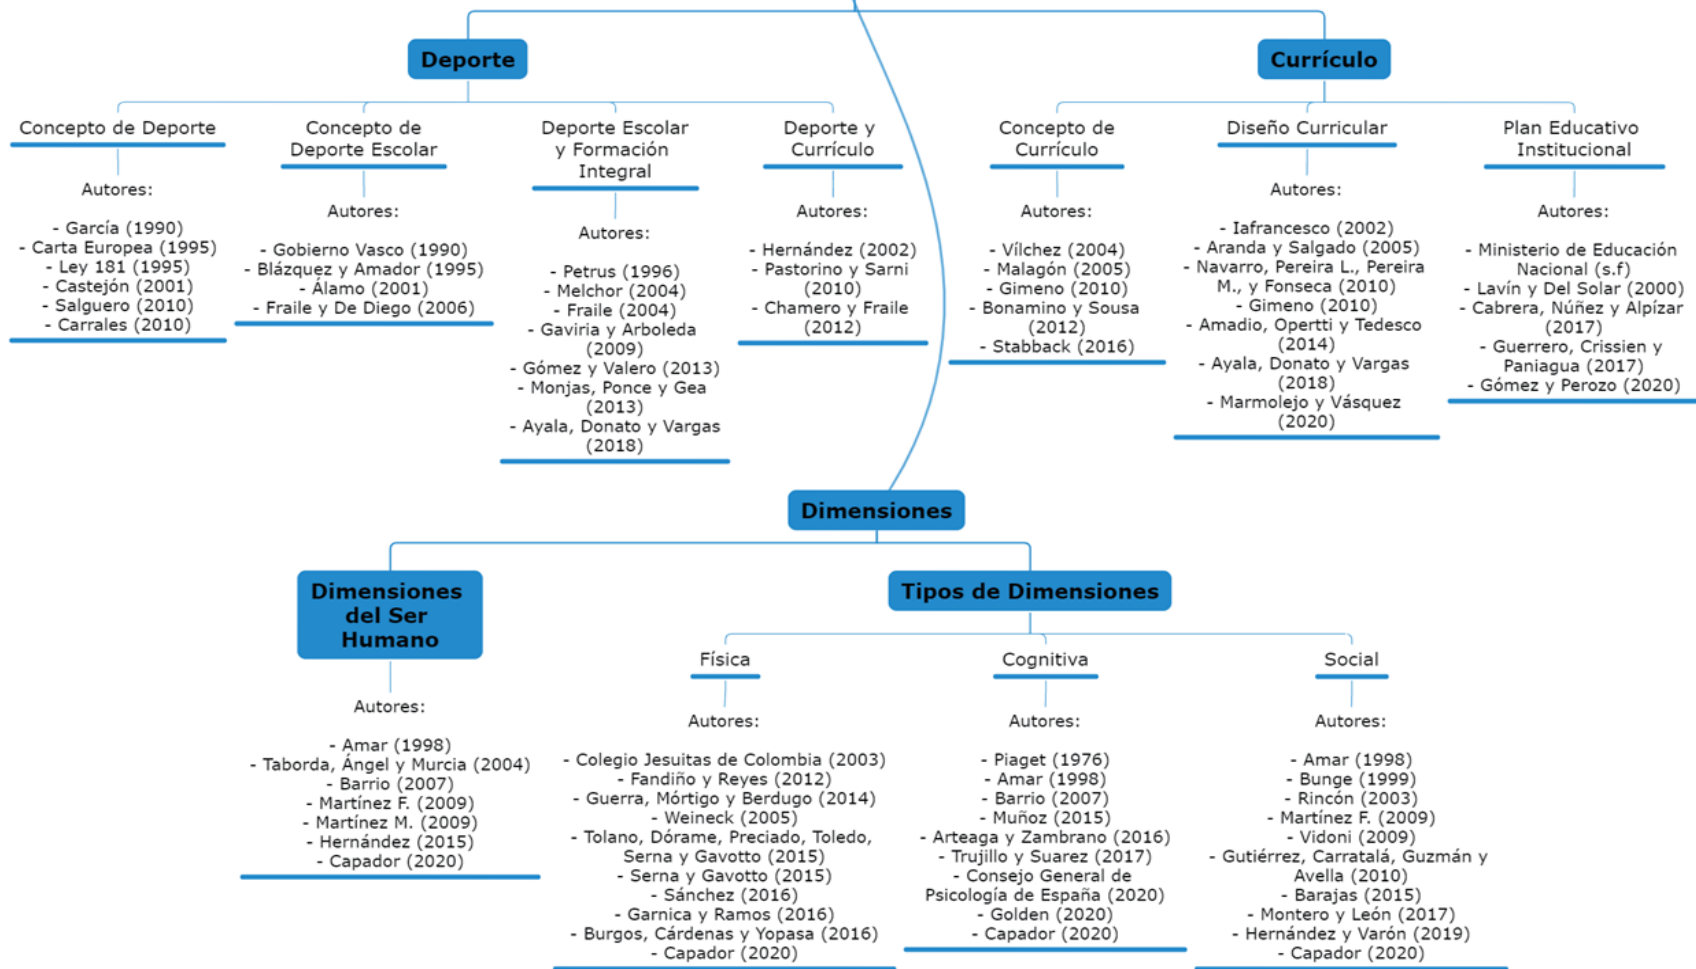 Deporte
Currículo
Concepto de Deporte
Autores:
- García (1990)
- Carta Europea (1995)
- Ley 181 (1995)
- Castejón (2001)
- Salguero (2010)
- Carrales (2010)
Concepto de
Deporte Escolar
Autores:
- Gobierno Vasco (1990)
- Blázquez y Amador (1995)
- Álamo (2001)
- Fraile y De Diego (2006)
Deporte Escolar
y Formación
Integral
Autores:
- Petrus (1996)
- Melchor (2004)
- Fraile (2004)
- Gaviria y Arboleda
(2009)
- Gómez y Valero (2013)
- Monjas, Ponce y Gea
(2013)
- Ayala, Donato y Vargas
(2018)
Deporte y
Currículo
Autores:
- Hernández (2002)
- Pastorino y Sarni
(2010)
- Chamero y Fraile
(2012)
Concepto de
Currículo
Autores:
- Vílchez (2004)
- Malagón (2005)
- Gimeno (2010)
- Bonamino y Sousa
(2012)
- Stabback (2016)
Diseño Curricular
Autores:
- Iafrancesco (2002)
- Aranda y Salgado (2005)
- Navarro, Pereira L., Pereira
M., y Fonseca (2010)
- Gimeno (2010)
- Amadio, Opertti y Tedesco
(2014)
- Ayala, Donato y Vargas
(2018)
- Marmolejo y Vásquez
(2020)
Plan Educativo
Institucional
Autores:
- Ministerio de Educación
Nacional (s.f)
- Lavín y Del Solar (2000)
- Cabrera, Núñez y Alpízar
(2017)
- Guerrero, Crissien y
Paniagua (2017)
- Gómez y Perozo (2020)
Dimensiones
Dimensiones
del Ser
Humano
Autores:
- Amar (1998)
- Taborda, Ángel y Murcia (2004)
- Barrio (2007)
- Martínez F. (2009)
- Martínez M. (2009)
- Hernández (2015)
- Capador (2020)
Tipos de Dimensiones
Física
Autores:
- Colegio Jesuitas de Colombia (2003)
- Fandiño y Reyes (2012)
- Guerra, Mórtigo y Berdugo (2014)
- Weineck (2005)
- Tolano, Dórame, Preciado, Toledo,
Serna y Gavotto (2015)
- Serna y Gavotto (2015)
- Sánchez (2016)
- Garnica y Ramos (2016)
- Burgos, Cárdenas y Yopasa (2016)
- Capador (2020)
Cognitiva
Autores:
- Piaget (1976)
- Amar (1998)
- Barrio (2007)
- Muñoz (2015)
- Arteaga y Zambrano (2016)
- Trujillo y Suarez (2017)
- Consejo General de
Psicología de España (2020)
- Golden (2020)
- Capador (2020)
Social
Autores:
- Amar (1998)
- Bunge (1999)
- Rincón (2003)
- Martínez F. (2009)
- Vidoni (2009)
- Gutiérrez, Carratalá, Guzmán y
Avella (2010)
- Barajas (2015)
- Montero y León (2017)
- Hernández y Varón (2019)
- Capador (2020)